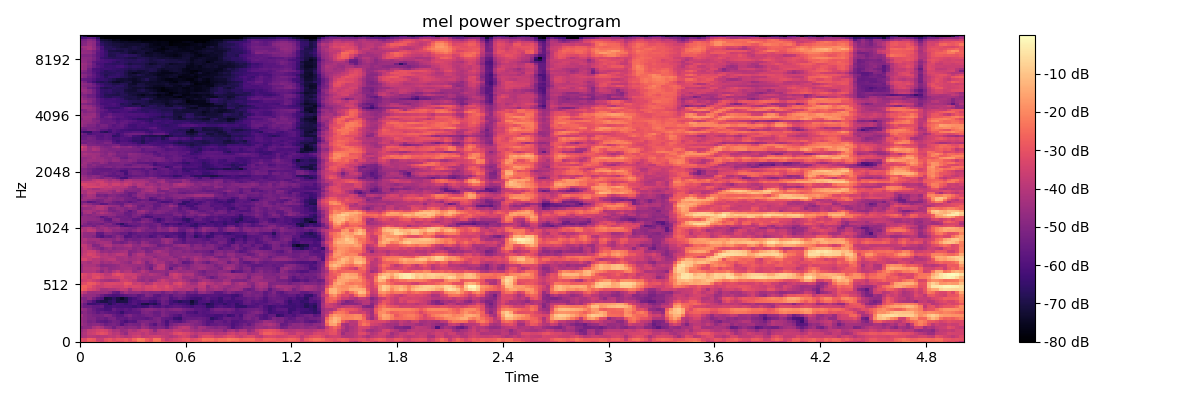 mel power spectrogram
8192
4096
2048
1024
512
0
Hz
0 0.6 1.2 1.8 2.4 3 3.6 4.2 4.8
Time
-10 dB
-20 dB
-30 dB
-40 dB
-50 dB
-60 dB
-70 dB
-80 dB